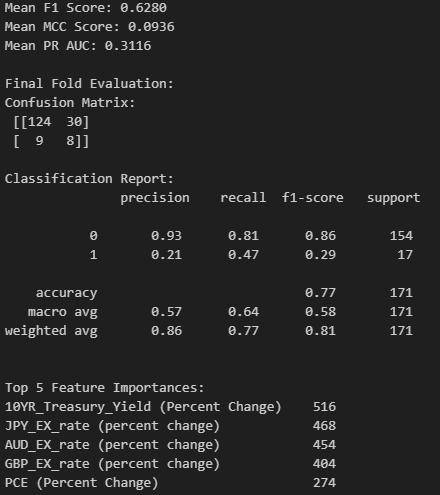 Mean F1 Score: 0.6280
Mean MCC Score: 0.0936
Mean PR AUC: 0.3116
Final Fold Evaluation:
Confusion Matrix:
[[124  30]
[  9   8]]
Classification Report:
precision    recall  f1-score   support
0       0.93      0.81      0.86       154
1       0.21      0.47      0.29        17
accuracy                           0.77       171
macro avg       0.57      0.64      0.58       171
weighted avg       0.86      0.77      0.81       171
Top 5 Feature Importances:
10YR_Treasury_Yield (Percent Change)    516
JPY_EX_rate (percent change)            468
AUD_EX_rate (percent change)            454
GBP_EX_rate (percent change)            404
PCE (Percent Change)                    274